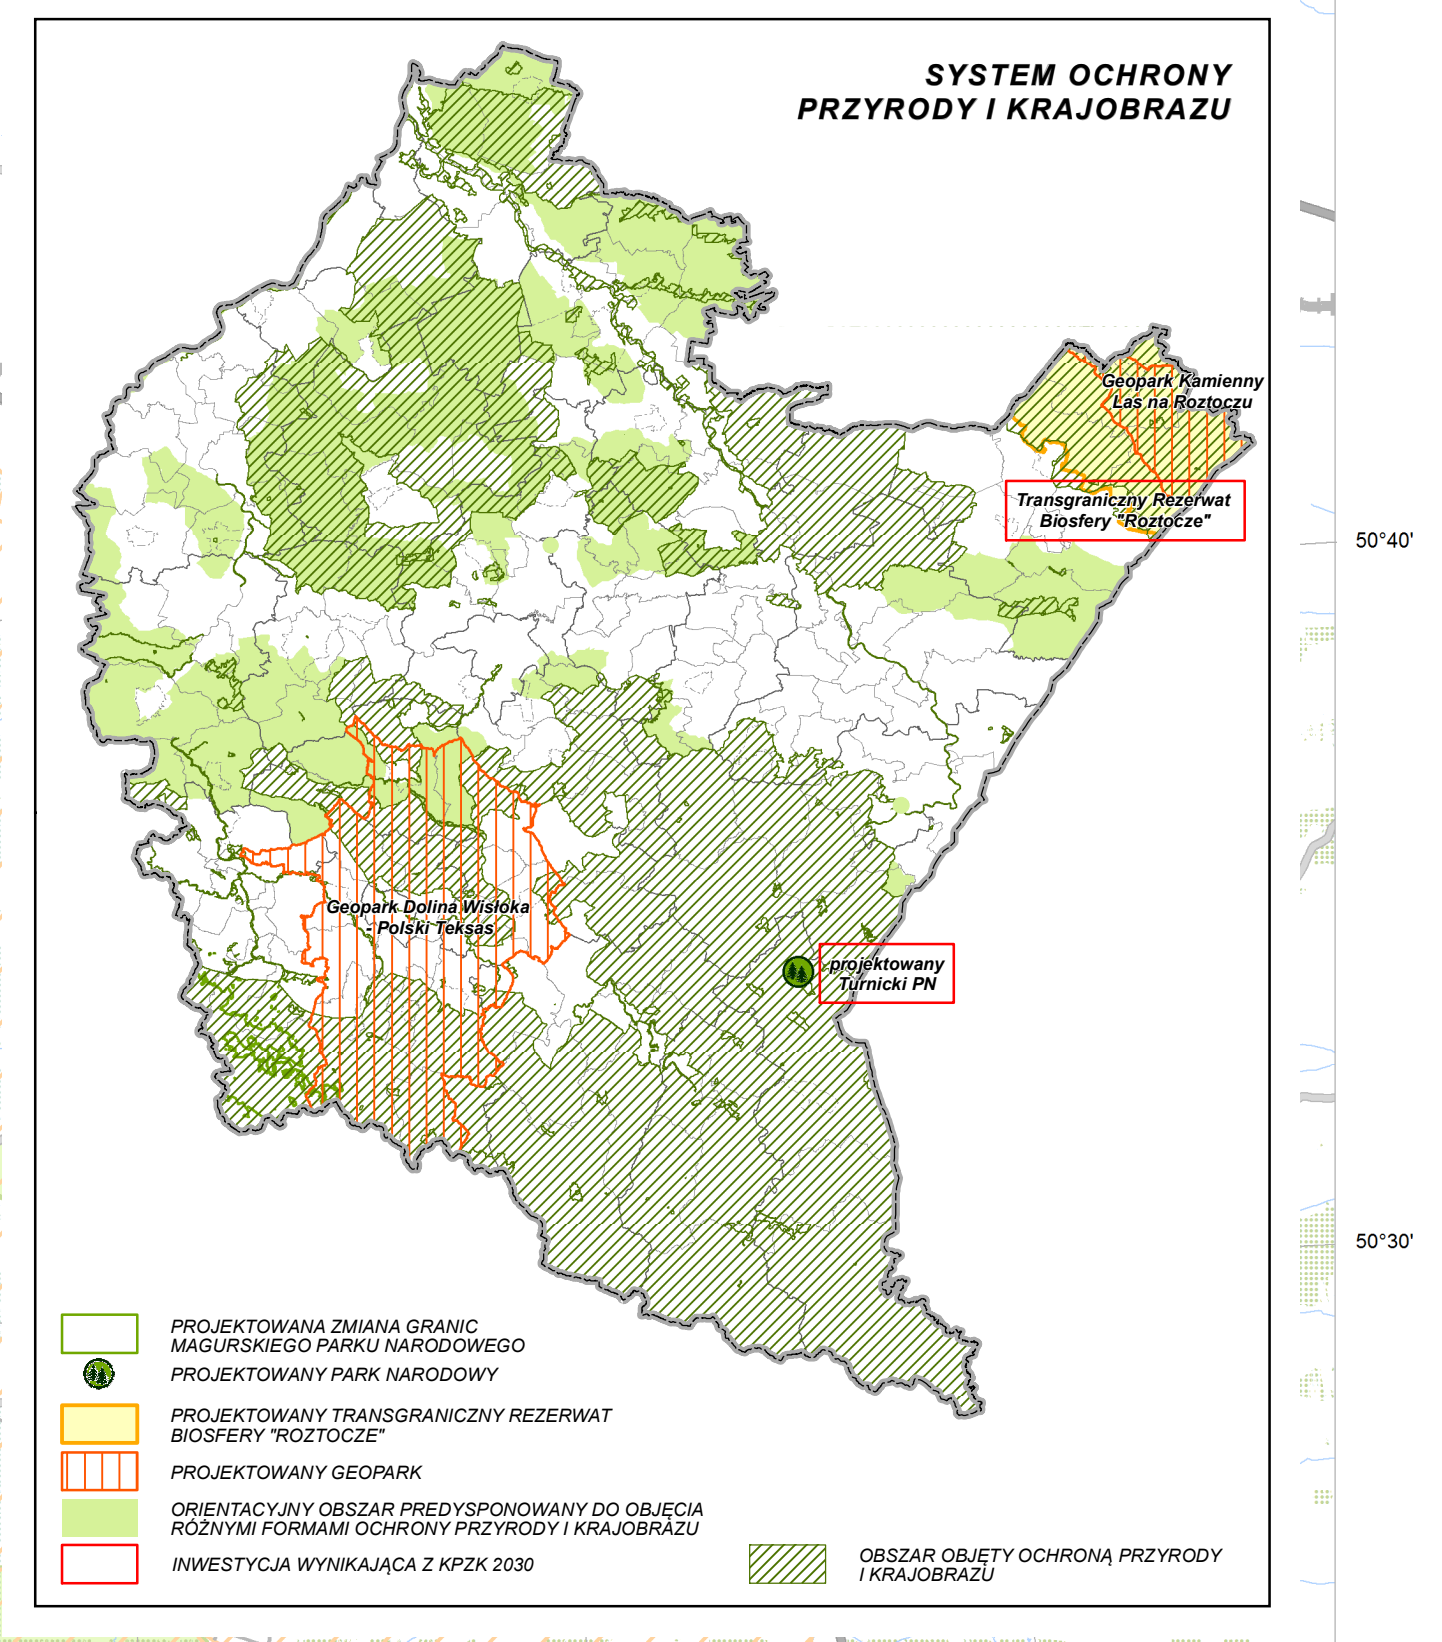 SYSTEM OCHRONY
PRZYRODY I KRAJOBRAZU
Geopark Kamienny
Las na Roztoczu
Transgraniczny Rezerwat
Biosfery "Roztocze"
50°40'
Geopark Dolina Wisłoka
- Polski Teksas
projektowany
Turnicki PN
50°30'
PROJEKTOWANA ZMIANA GRANIC
MAGURSKIEGO PARKU NARODOWEGO
PROJEKTOWANY PARK NARODOWY
PROJEKTOWANY TRANSGRANICZNY REZERWAT
BIOSFERY "ROZTOCZE"
PROJEKTOWANY GEOPARK
ORIENTACYJNY OBSZAR PREDYSPONOWANY DO OBJĘCIA
RÓŻNYMI FORMAMI OCHRONY PRZYRODY I KRAJOBRAZU
INWESTYCJA WYNIKAJĄCA Z KPZK 2030
OBSZAR OBJĘTY OCHRONĄ PRZYRODY
I KRAJOBRAZU